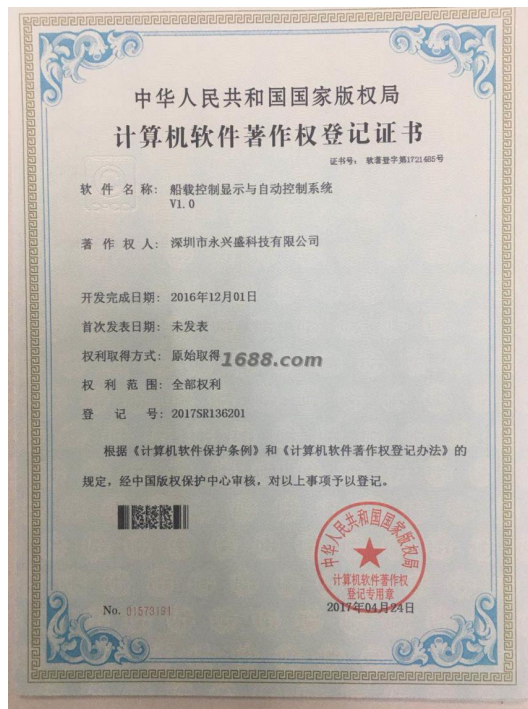 中华人民共和国国家版权局
计算机软件著作权登记证书
证书号： 软著登字第1721485号
软件名称： 船载控制显示与自动控制系统
V1.0
著作权人： 深圳市永兴盛科技有限公司
开发完成日期： 2016年12月01日
首次发表日期： 未发表
权利取得方式： 原始取得
1688.com
权利范围： 全部权利
登记号： 2017SR136201
根据《计算机软件保护条例》和《计算机软件著作权登记办法》的
规定，经中国版权保护中心审核，对以上事项予以登记。
中华人民共和国国家版权局
计算机软件著作权
登记专用章
No. 01573191
2017年04月24日